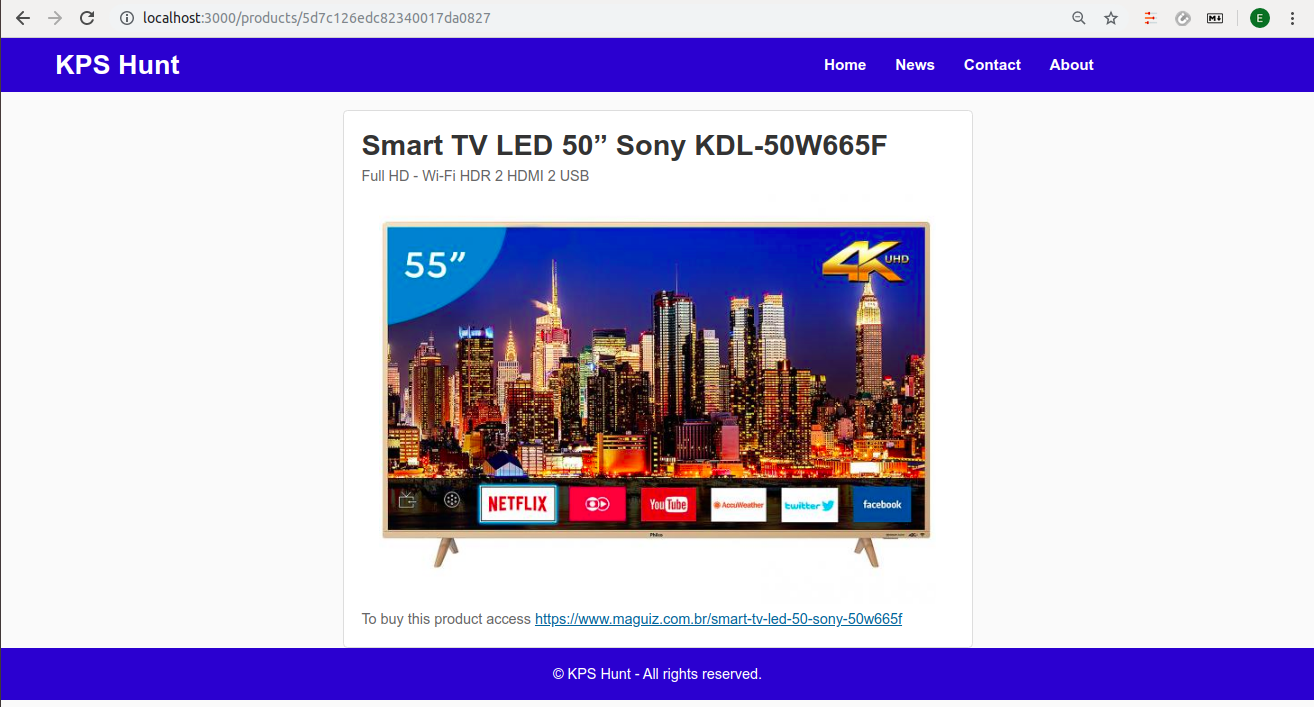 localhost:3000/products/5d7c126edc82340017da0827
E
KPS Hunt
Home News Contact About
Smart TV LED 50” Sony KDL-50W665F
Full HD - Wi-Fi HDR 2 HDMI 2 USB
55”
4K UHD
NETFLIX
YouTube
AccuWeather
twitter
facebook
Philco
To buy this product access https://www.maguiz.com.br/smart-tv-led-50-sony-50w665f
© KPS Hunt - All rights reserved.